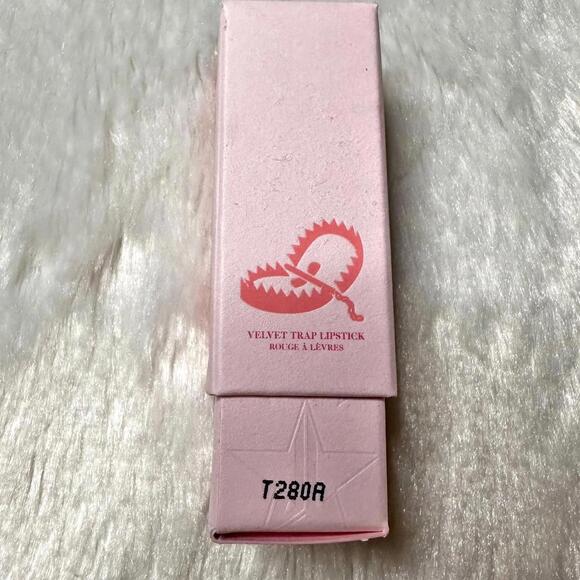 VELVET TRAP LIPSTICK
ROUGE À LÈVRES
T280A